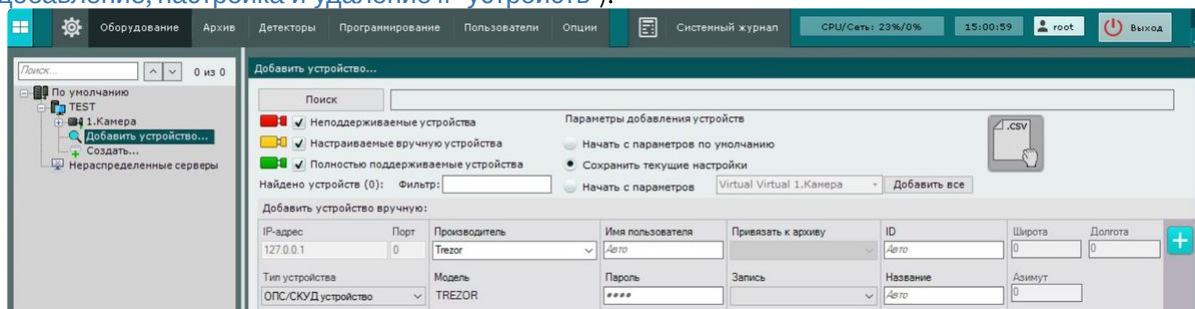 добавление, настройка и удаление IP-устройств").
Оборудование Архив Детекторы Программирование Пользователи Опции Системный журнал CPU/Сеть: 23%/0% 15:00:59 root Выход
Поиск... 0 из 0
По умолчанию
TEST
1.Камера
Добавить устройство...
Создать...
Нераспределенные серверы
Добавить устройство...
Поиск
Неподдерживаемые устройства
Настраиваемые вручную устройства
Полностью поддерживаемые устройства
Найдено устройств (0): Фильтр:
Параметры добавления устройств
Начать с параметров по умолчанию
Сохранить текущие настройки
Начать с параметров Virtual Virtual 1.Камера Добавить все
.CSV
Добавить устройство вручную:
IP-адрес Порт Производитель Имя пользователя Привязать к архиву ID Широта Долгота
127.0.0.1 0 Trezor Авто Авто 0 0
Тип устройства Модель Пароль Запись Название Азимут
ОПС/СКУД устройство TREZOR **** Авто 0